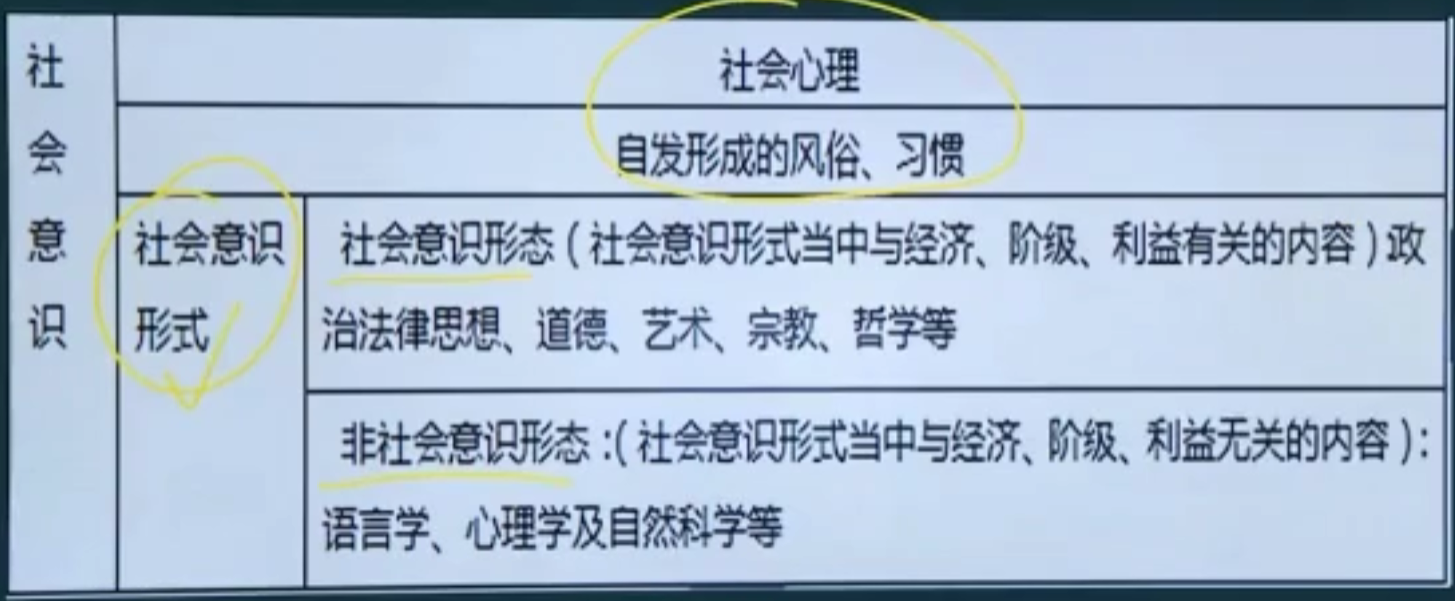 社会意识
社会心理
自发形成的风俗、习惯
社会意识
形式
社会意识形态（社会意识形式当中与经济、阶级、利益有关的内容）政
治法律思想、道德、艺术、宗教、哲学等
非社会意识形态：（社会意识形式当中与经济、阶级、利益无关的内容）：
语言学、心理学及自然科学等